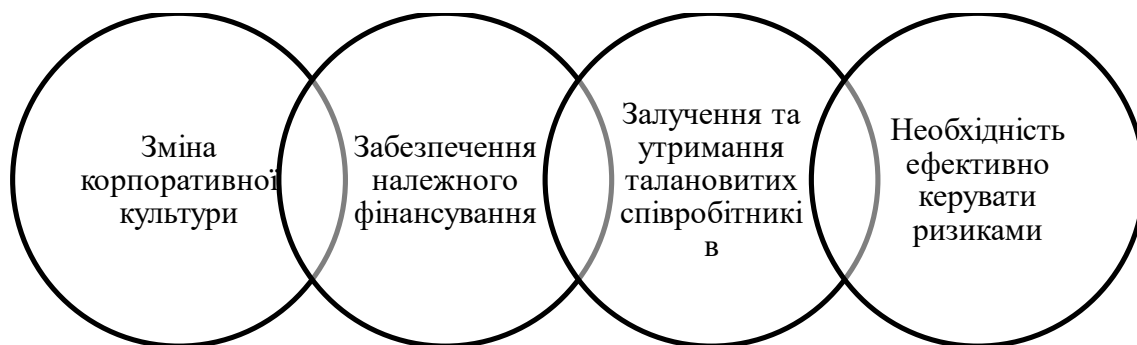 Зміна
корпоративної
культури
Забезпечення
належного
фінансування
Залучення та
утримання
талановитих
співробітникі
в
Необхідність
ефективно
керувати
ризиками